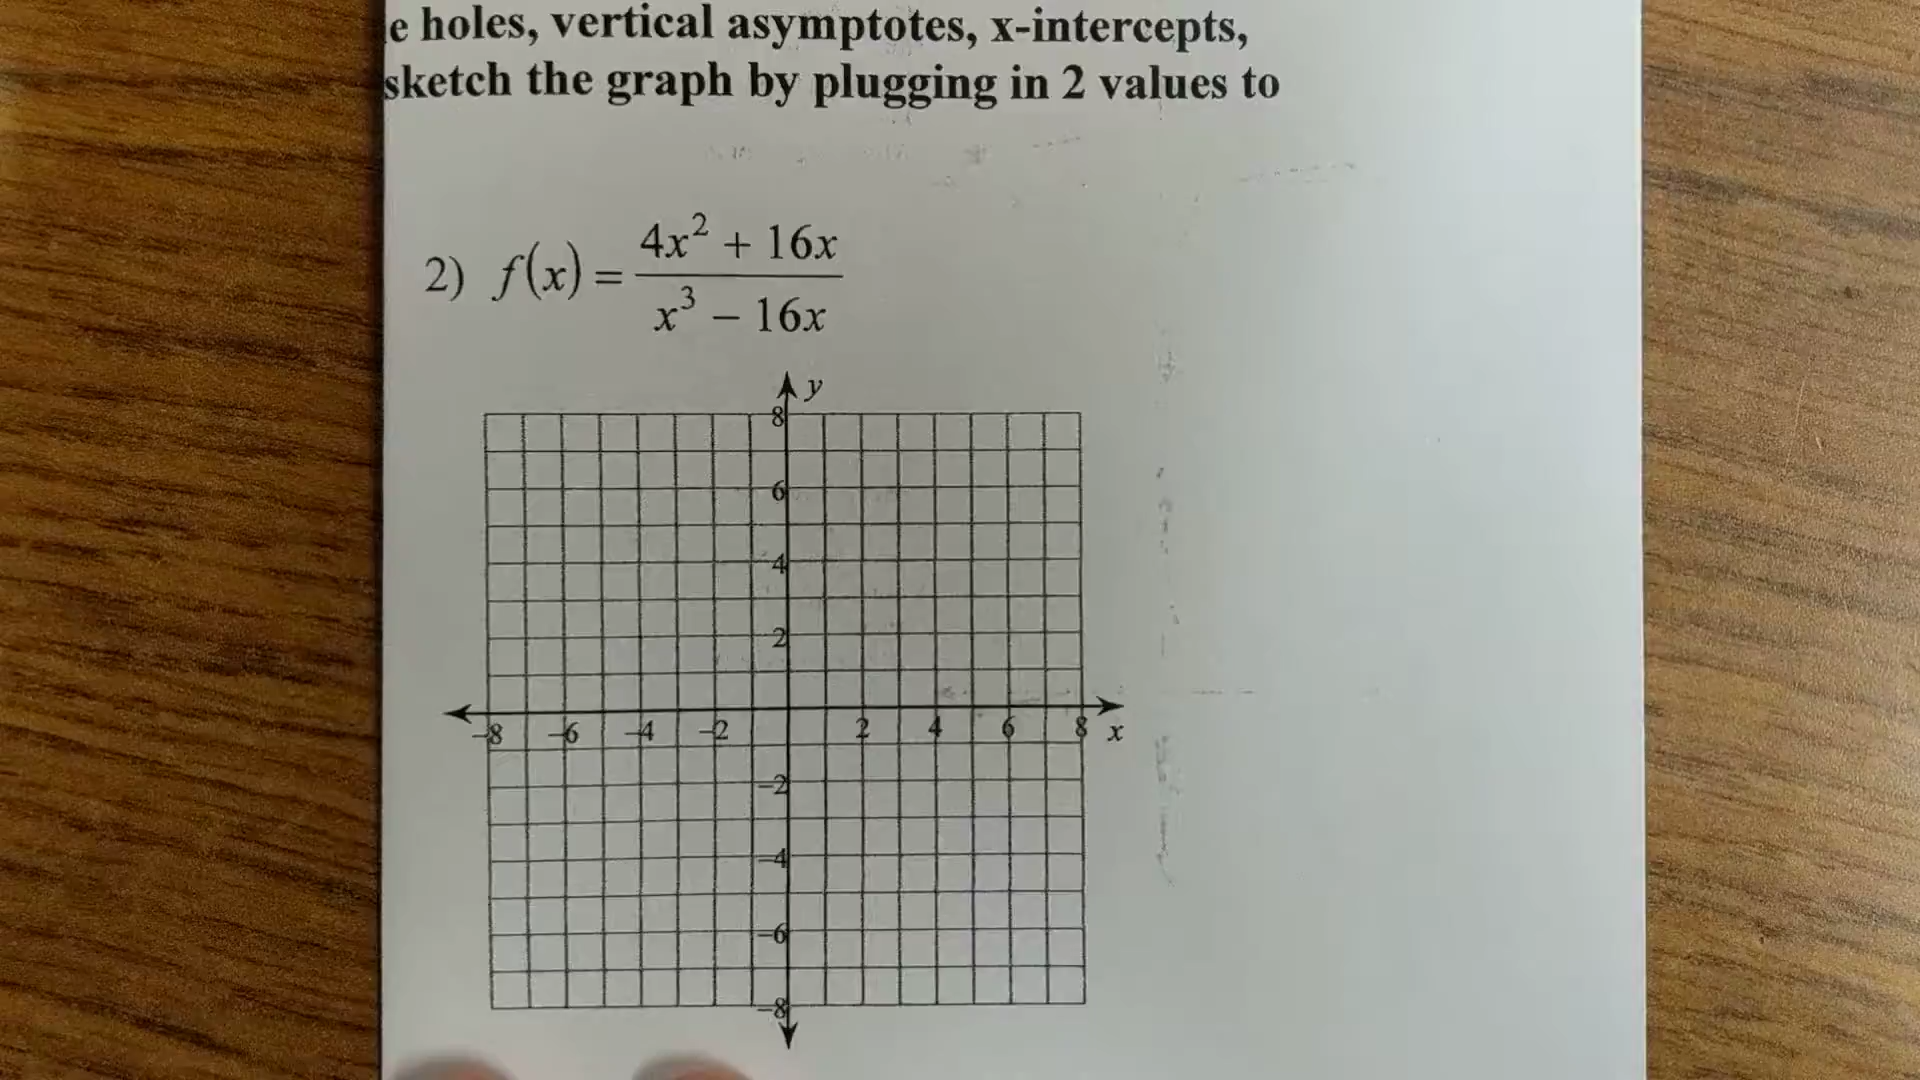 e holes, vertical asymptotes, x-intercepts,
sketch the graph by plugging in 2 values to
2) f(x) = (4x² + 16x)/(x³ − 16x)
y
8
6
4
2
−8 −6 −4 −2 2 4 6 8 x
−2
−4
−6
−8